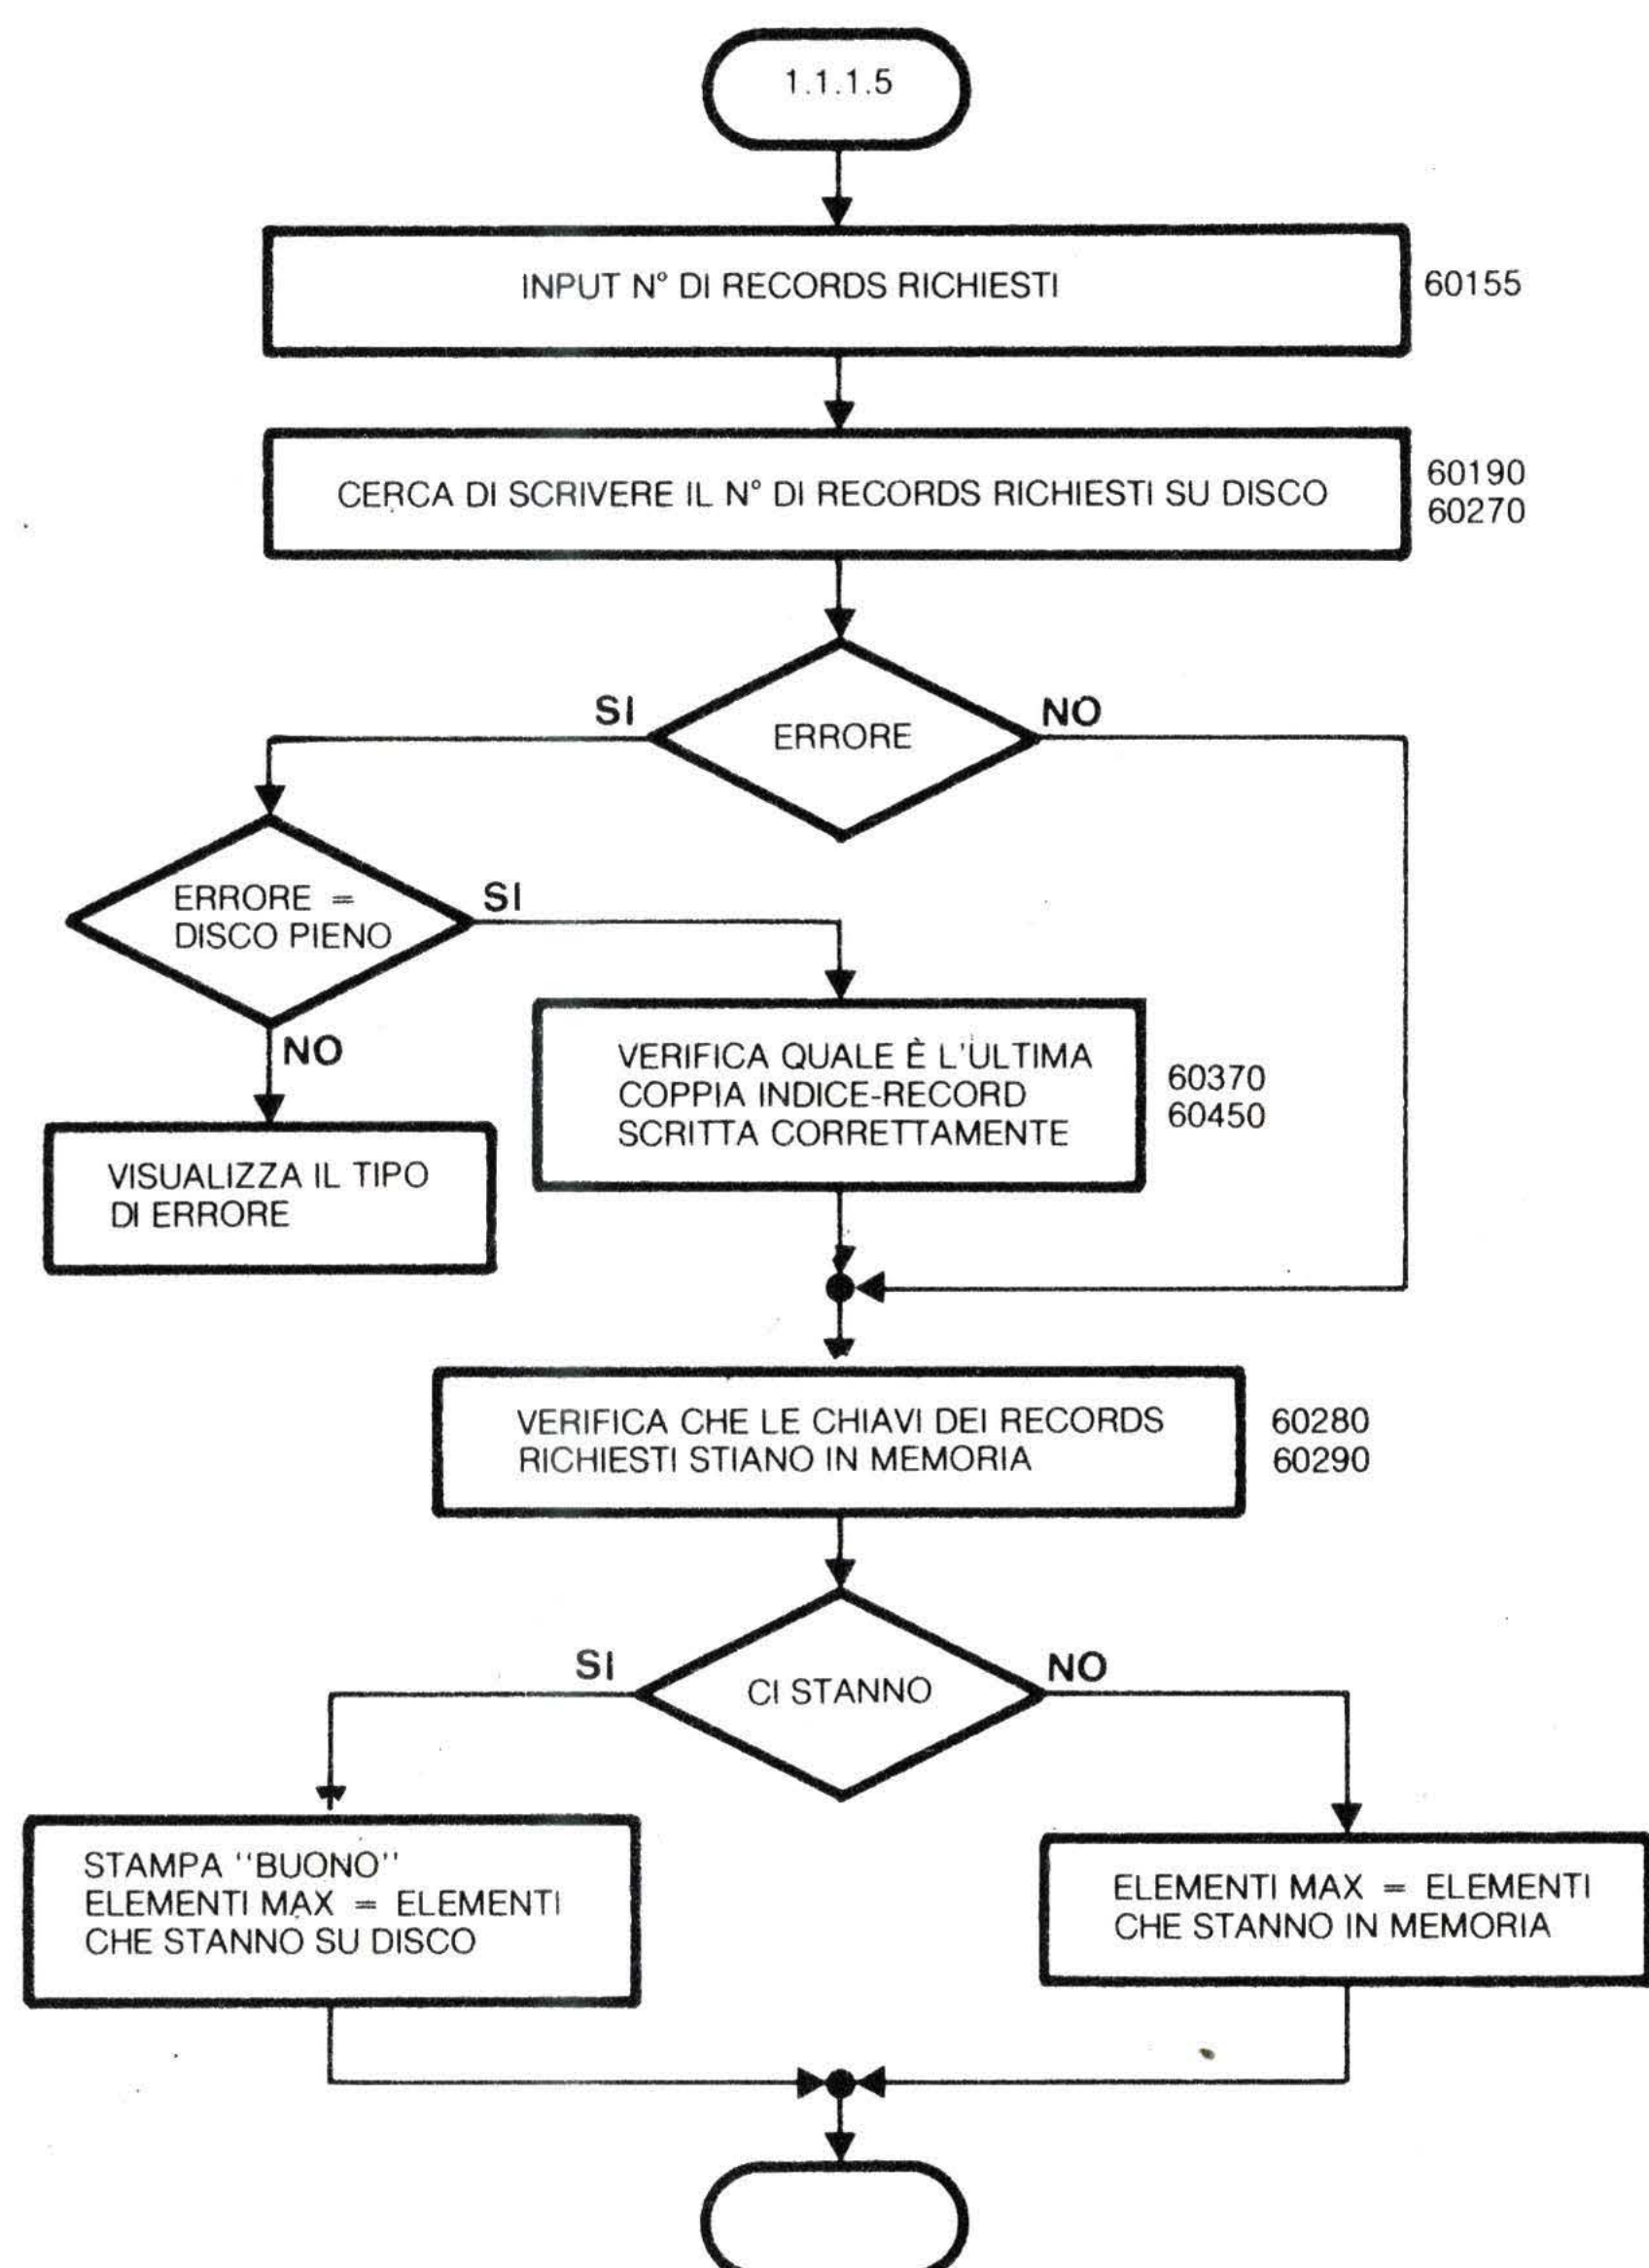 1.1.1.5
INPUT N° DI RECORDS RICHIESTI
60155
CERCA DI SCRIVERE IL N° DI RECORDS RICHIESTI SU DISCO
60190
60270
SI
NO
ERRORE
ERRORE =
DISCO PIENO
SI
NO
VERIFICA QUALE È L'ULTIMA
COPPIA INDICE-RECORD
SCRITTA CORRETTAMENTE
60370
60450
VISUALIZZA IL TIPO
DI ERRORE
VERIFICA CHE LE CHIAVI DEI RECORDS
RICHIESTI STIANO IN MEMORIA
60280
60290
SI
NO
CI STANNO
STAMPA "BUONO"
ELEMENTI MAX = ELEMENTI
CHE STANNO SU DISCO
ELEMENTI MAX = ELEMENTI
CHE STANNO IN MEMORIA